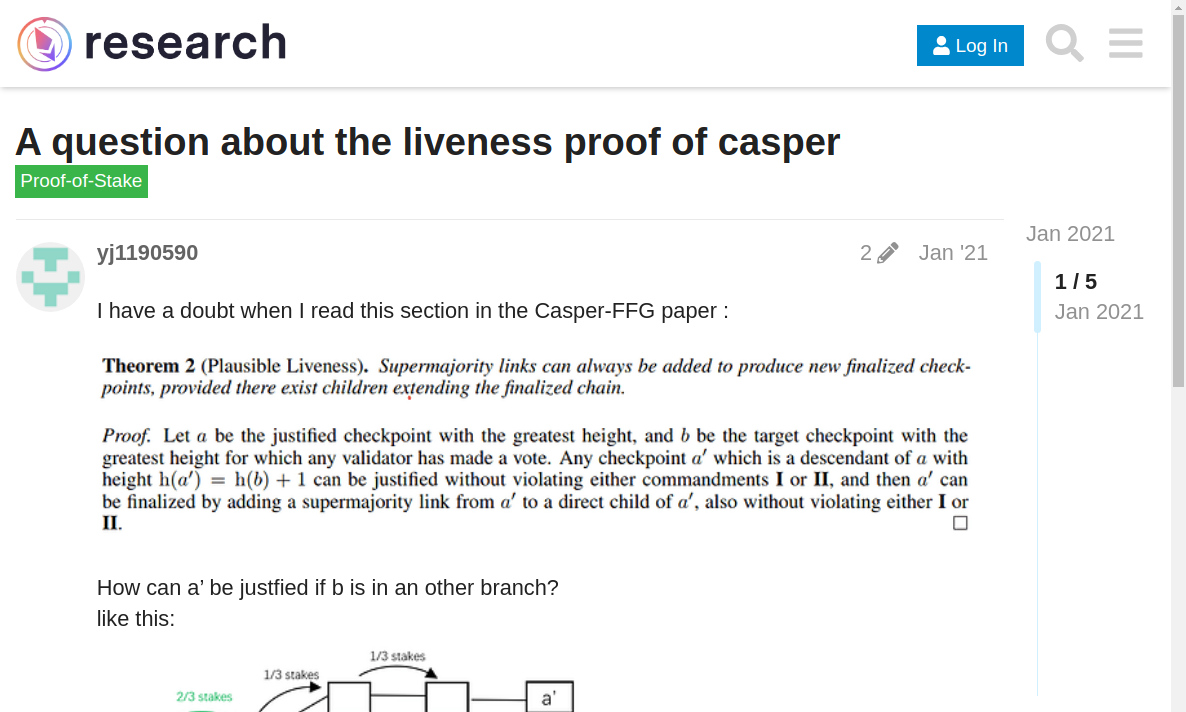 research
Log In
A question about the liveness proof of casper
Proof-of-Stake
Jan 2021
yj1190590
2
Jan '21
1 / 5
Jan 2021
I have a doubt when I read this section in the Casper-FFG paper :
Theorem 2 (Plausible Liveness). Supermajority links can always be added to produce new finalized check-
points, provided there exist children extending the finalized chain.
Proof. Let a be the justified checkpoint with the greatest height, and b be the target checkpoint with the
greatest height for which any validator has made a vote. Any checkpoint a′ which is a descendant of a with
height h(a′) = h(b) + 1 can be justified without violating either commandments I or II, and then a′ can
be finalized by adding a supermajority link from a′ to a direct child of a′, also without violating either I or
II. □
How can a’ be justfied if b is in an other branch?
like this:
1/3 stakes
1/3 stakes
2/3 stakes
a'